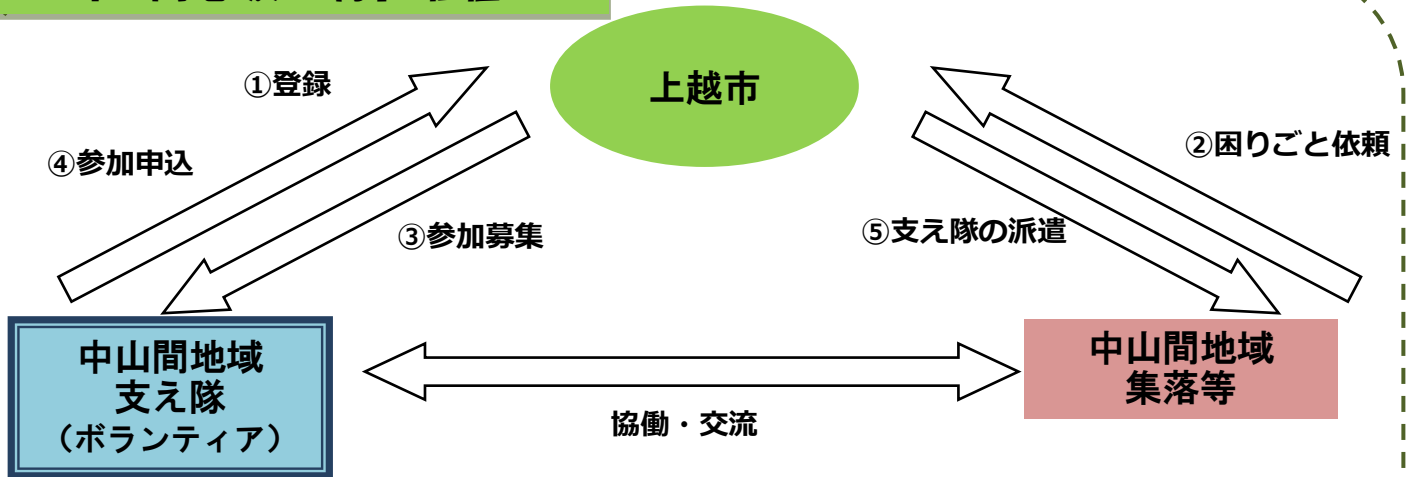 上越市
①登録
②困りごと依頼
④参加申込
③参加募集
⑤支え隊の派遣
中山間地域
支え隊
（ボランティア）
中山間地域
集落等
協働・交流